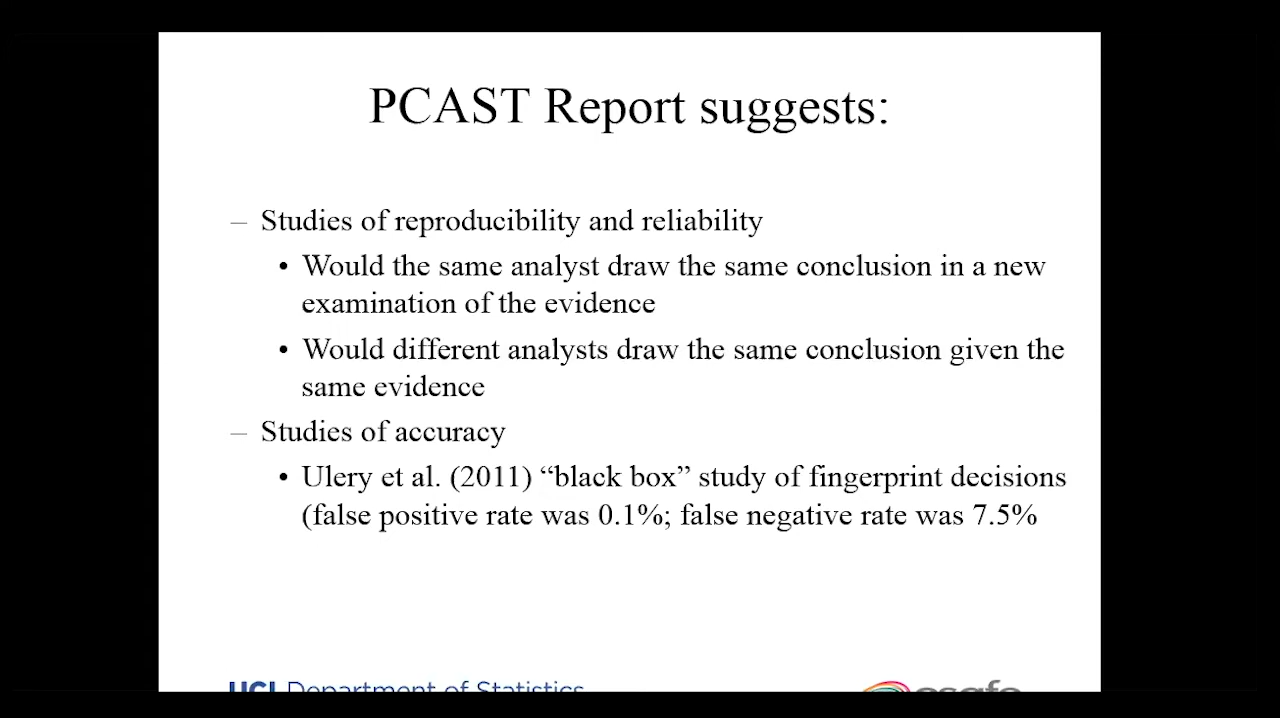 PCAST Report suggests:
– Studies of reproducibility and reliability
• Would the same analyst draw the same conclusion in a new
examination of the evidence
• Would different analysts draw the same conclusion given the
same evidence
– Studies of accuracy
• Ulery et al. (2011) “black box” study of fingerprint decisions
(false positive rate was 0.1%; false negative rate was 7.5%
UCI Department of Statistics
csafe